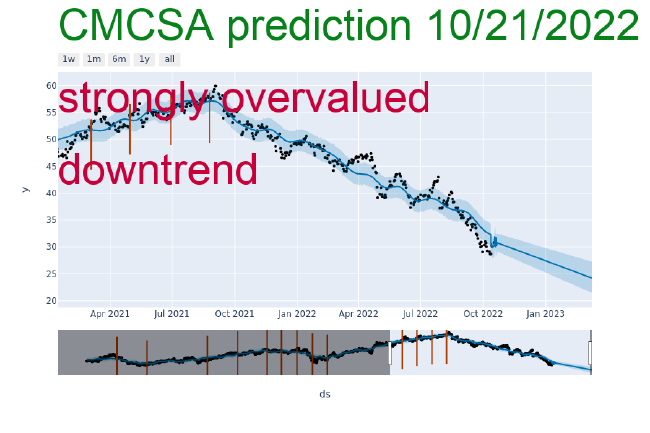 CMCSA prediction 10/21/2022
1w 1m 6m 1y all
strongly overvalued
downtrend
60
55
50
45
40
35
30
25
20
y
Apr 2021 Jul 2021 Oct 2021 Jan 2022 Apr 2022 Jul 2022 Oct 2022 Jan 2023
ds